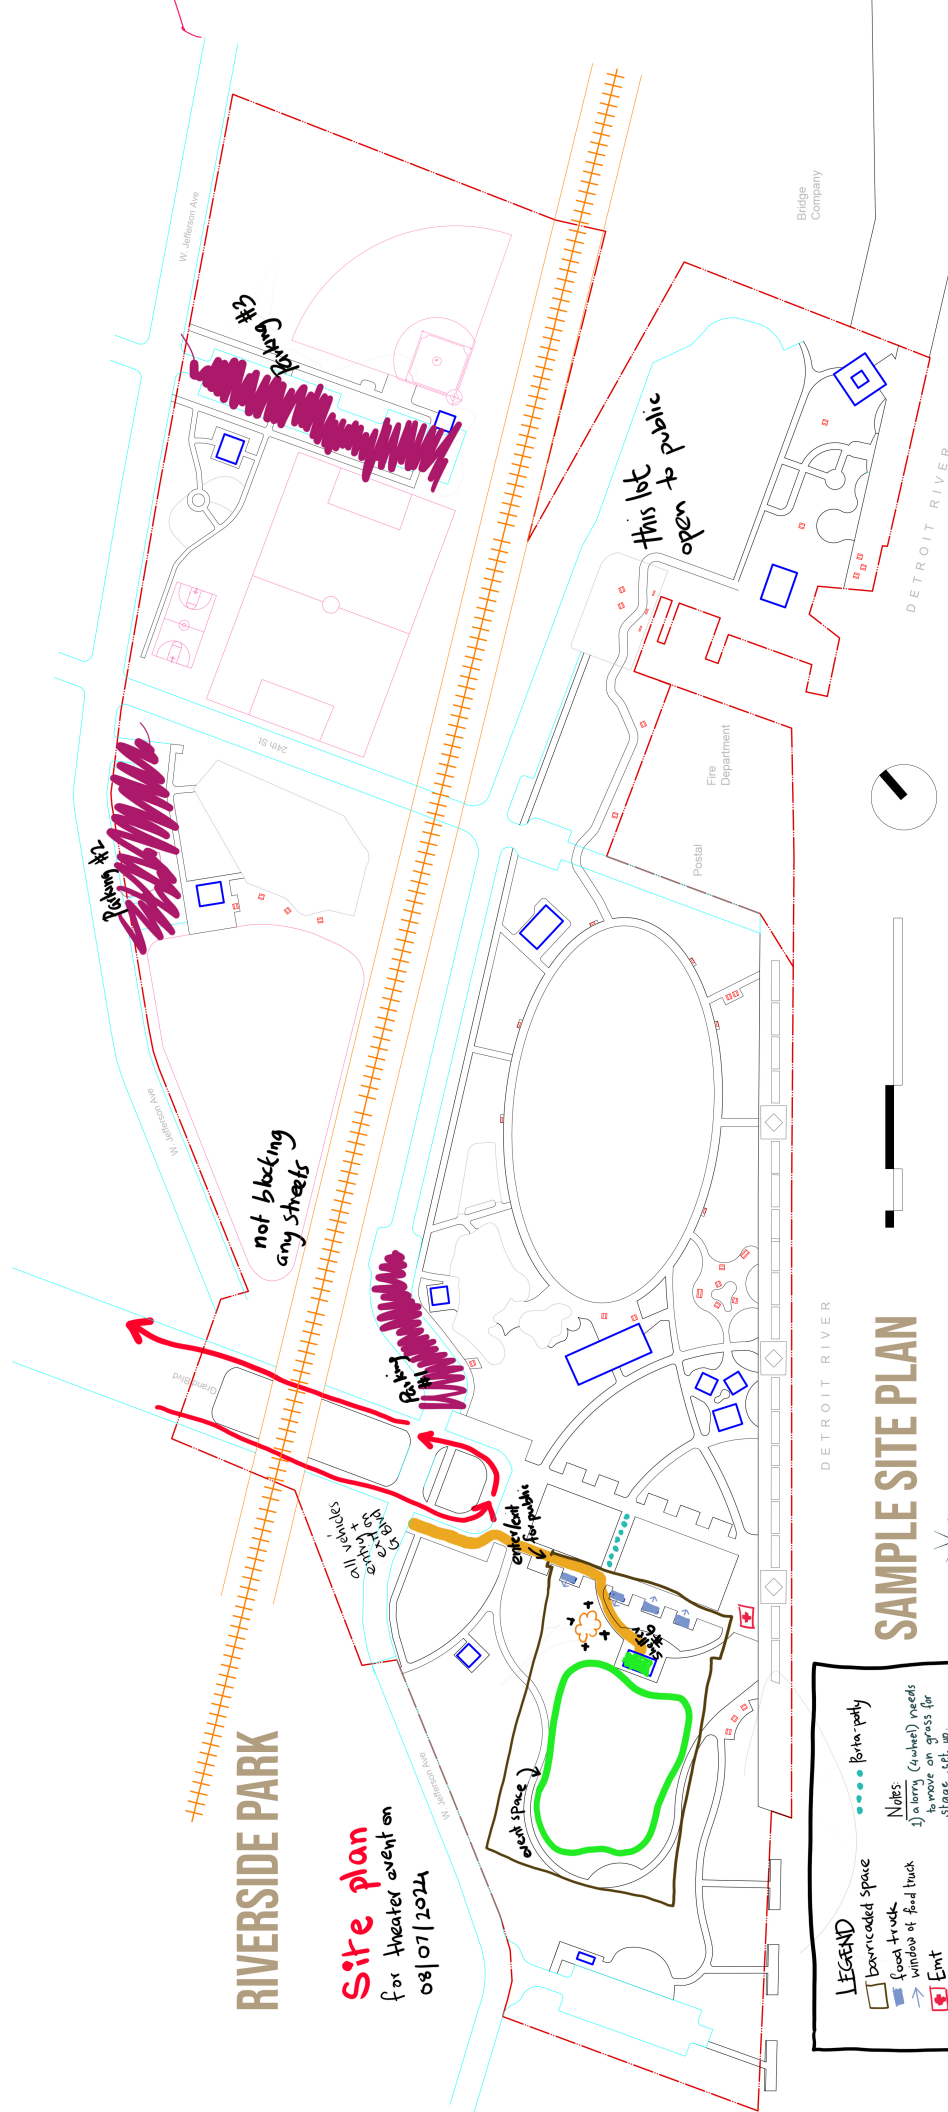 RIVERSIDE PARK
Site plan
for theater event on
08/07/2024
SAMPLE SITE PLAN
W. Jefferson Ave
Parking #3
24th St.
Parking #2
W. Jefferson Ave
not blocking
any streets
this lot
open to public
Bridge
Company
DETROIT RIVER
Fire
Department
Postal
Parking
#1
Grand Blvd
all vehicles
entry +
exit on
G Blvd
enter/exit
for public
event space
W. Jefferson Ave
DETROIT RIVER
LEGEND
barricaded space
food truck
window of food truck
Emt
Porta-potty
Notes:
1) a lorry (4 wheel) needs
to move on grass for
stage set up.